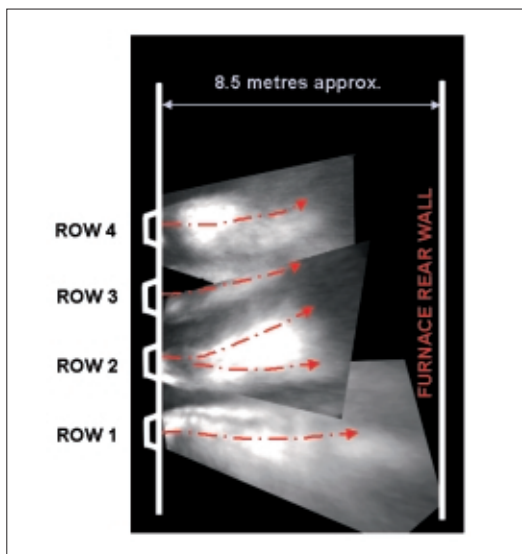 8.5 metres approx.
ROW 4
ROW 3
ROW 2
ROW 1
FURNACE REAR WALL